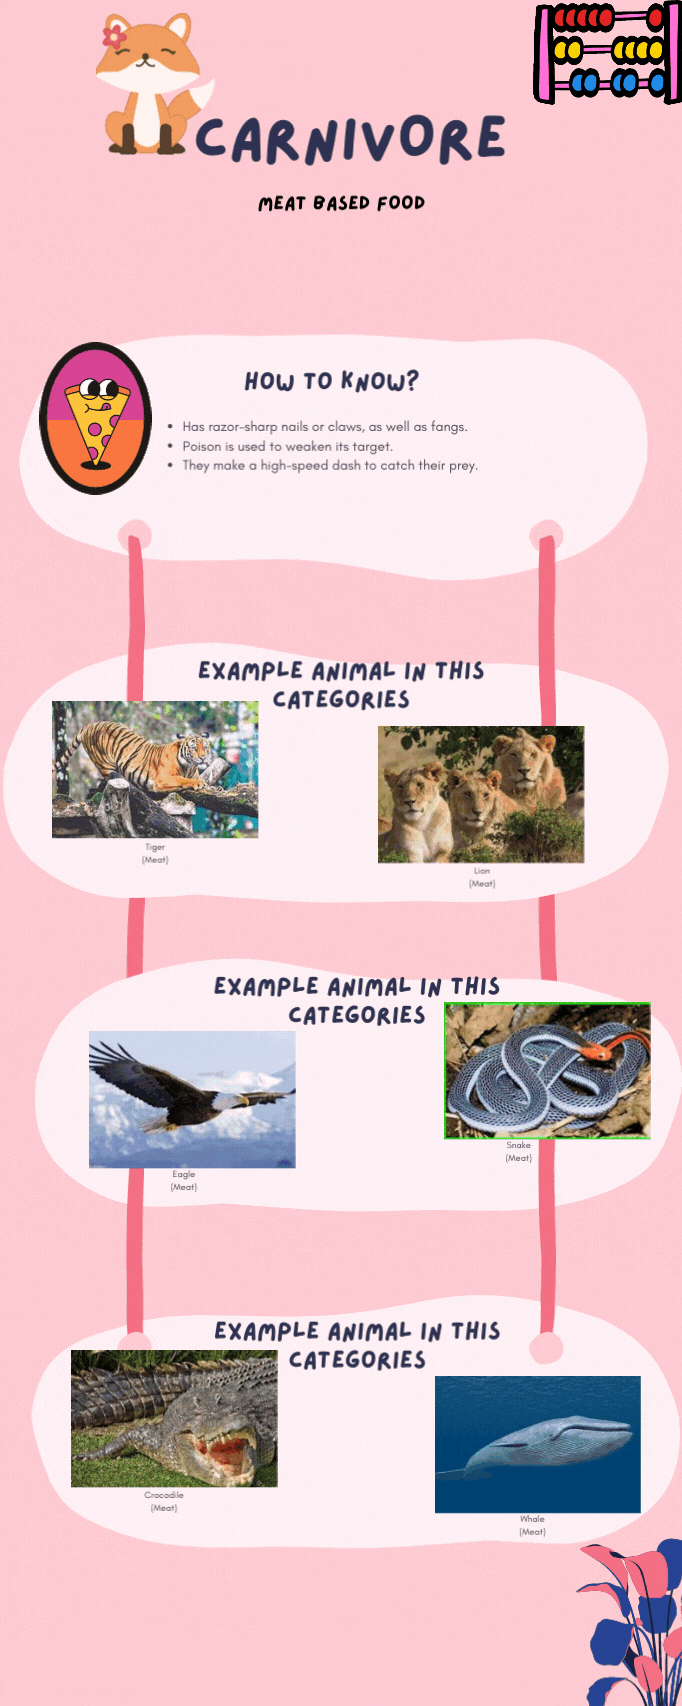 CARNIVORE
MEAT BASED FOOD
HOW TO KNOW?
• Has razor-sharp nails or claws, as well as fangs.
• Poison is used to weaken its target.
• They make a high-speed dash to catch their prey.
EXAMPLE ANIMAL IN THIS
CATEGORIES
Tiger
(Meat)
Lion
(Meat)
EXAMPLE ANIMAL IN THIS
CATEGORIES
Snake
(Meat)
Eagle
(Meat)
EXAMPLE ANIMAL IN THIS
CATEGORIES
Crocodile
(Meat)
Whale
(Meat)